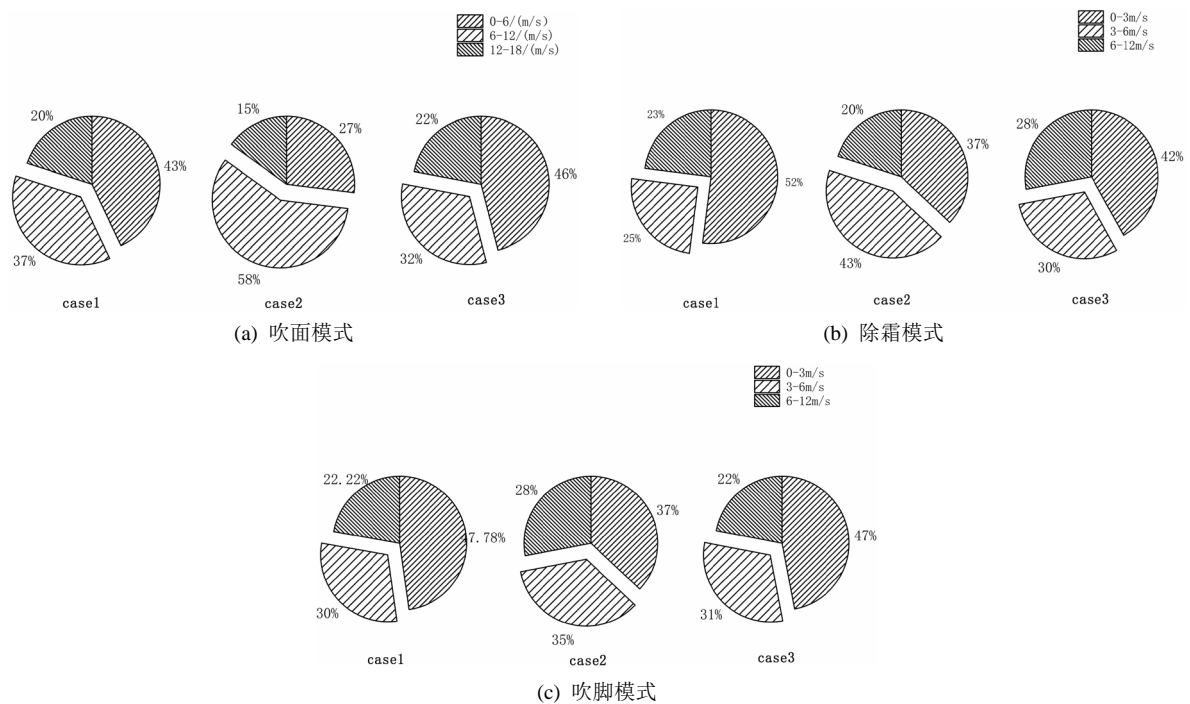 0-6/(m/s)
6-12/(m/s)
12-18/(m/s)
20%
43%
37%
case1
15%
27%
58%
case2
22%
46%
32%
case3
(a) 吹面模式
0-3m/s
3-6m/s
6-12m/s
23%
52%
25%
case1
20%
37%
43%
case2
28%
42%
30%
case3
(b) 除霜模式
0-3m/s
3-6m/s
6-12m/s
22.22%
47.78%
30%
case1
28%
37%
35%
case2
22%
47%
31%
case3
(c) 吹脚模式